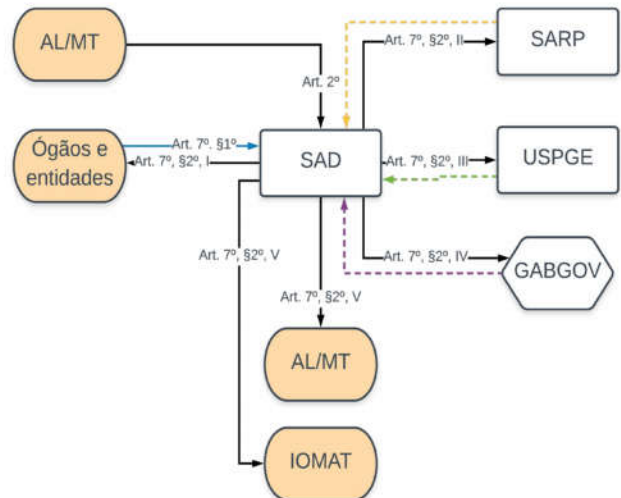 AL/MT
SARP
Art. 7º, §2º, II
Art. 2º
Ógãos e
entidades
Art. 7º. §1º
Art. 7º, §2º, I
SAD
Art. 7º, §2º, III
USPGE
Art. 7º, §2º, V
Art. 7º, §2º, IV
GABGOV
Art. 7º, §2º, V
AL/MT
IOMAT